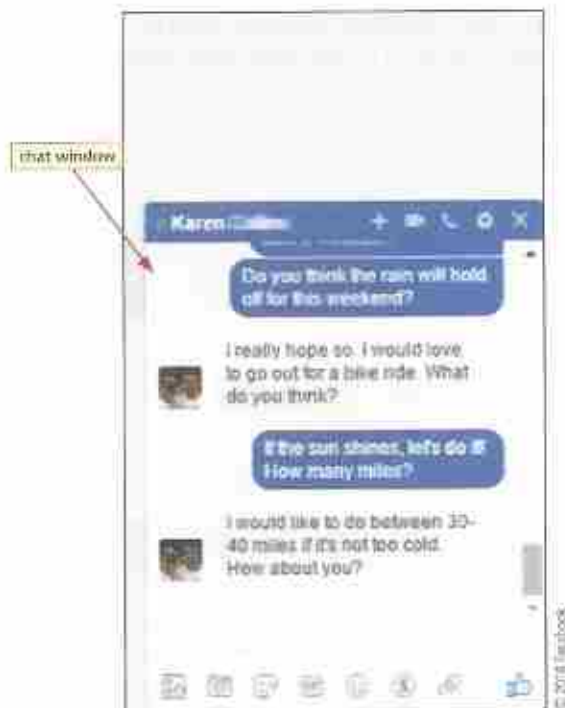 chat window
Karen
Do you think the rain will hold
off for this weekend?
I really hope so. I would love
to go out for a bike ride. What
do you think?
If the sun shines, let's do it!
How many miles?
I would like to do between 30-
40 miles if it's not too cold.
How about you?
© 2018 Facebook